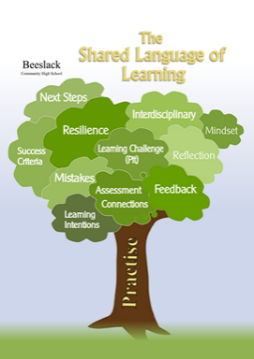 The
Shared Language of
Learning
Beeslack
Community High School
Next Steps
Interdisciplinary
Mindset
Resilience
Learning Challenge
(Pit)
Reflection
Success
Criteria
Mistakes
Assessment
Feedback
Connections
Learning
Intentions
Practise